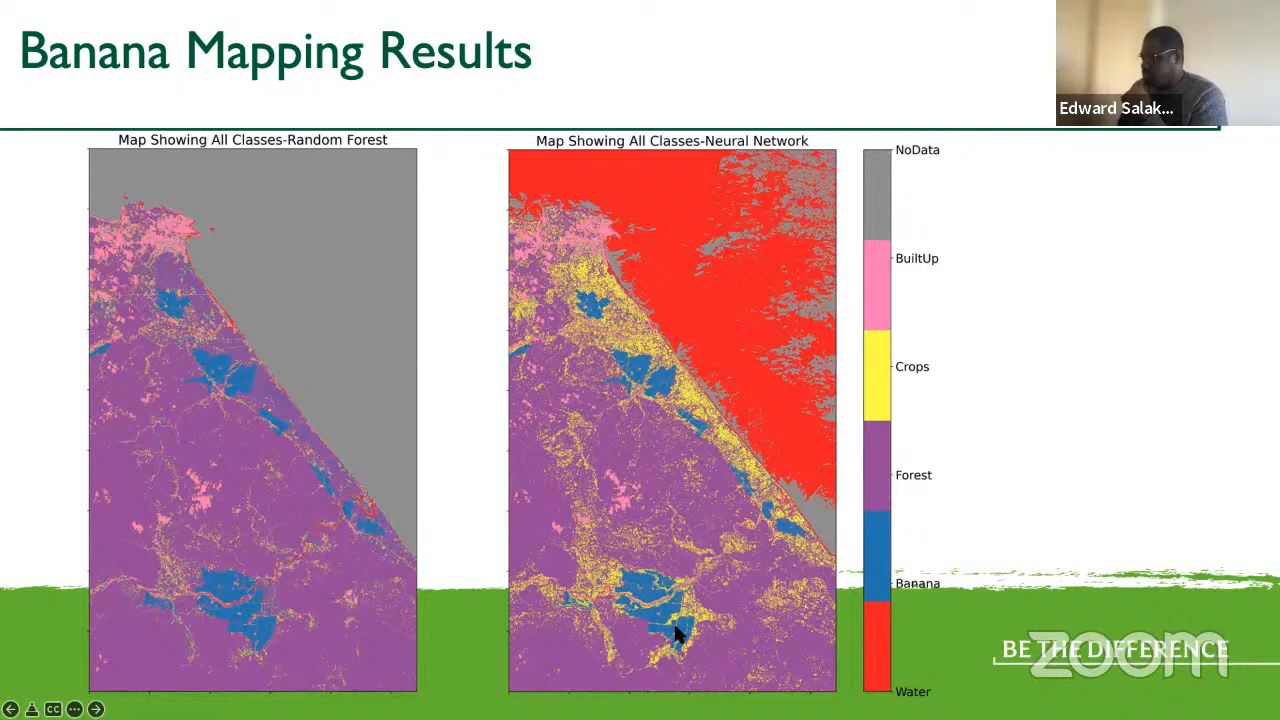 Banana Mapping Results
Edward Salak...
Map Showing All Classes-Random Forest
Map Showing All Classes-Neural Network
NoData
BuiltUp
Crops
Forest
Banana
Water
BE THE DIFFERENCE
zoom
CC